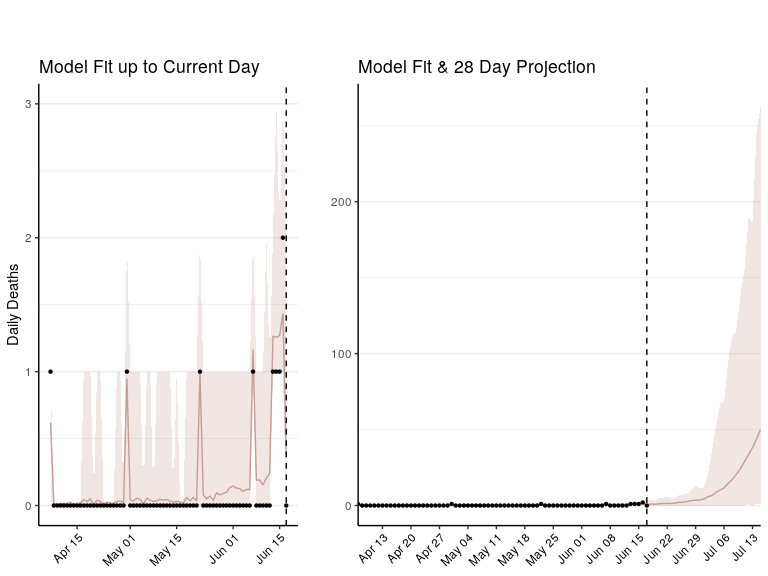 Model Fit up to Current Day
Model Fit & 28 Day Projection
Daily Deaths
3
2
1
0
Apr 15
May 01
May 15
Jun 01
Jun 15
200
100
0
Apr 13
Apr 20
Apr 27
May 04
May 11
May 18
May 25
Jun 01
Jun 08
Jun 15
Jun 22
Jun 29
Jul 06
Jul 13